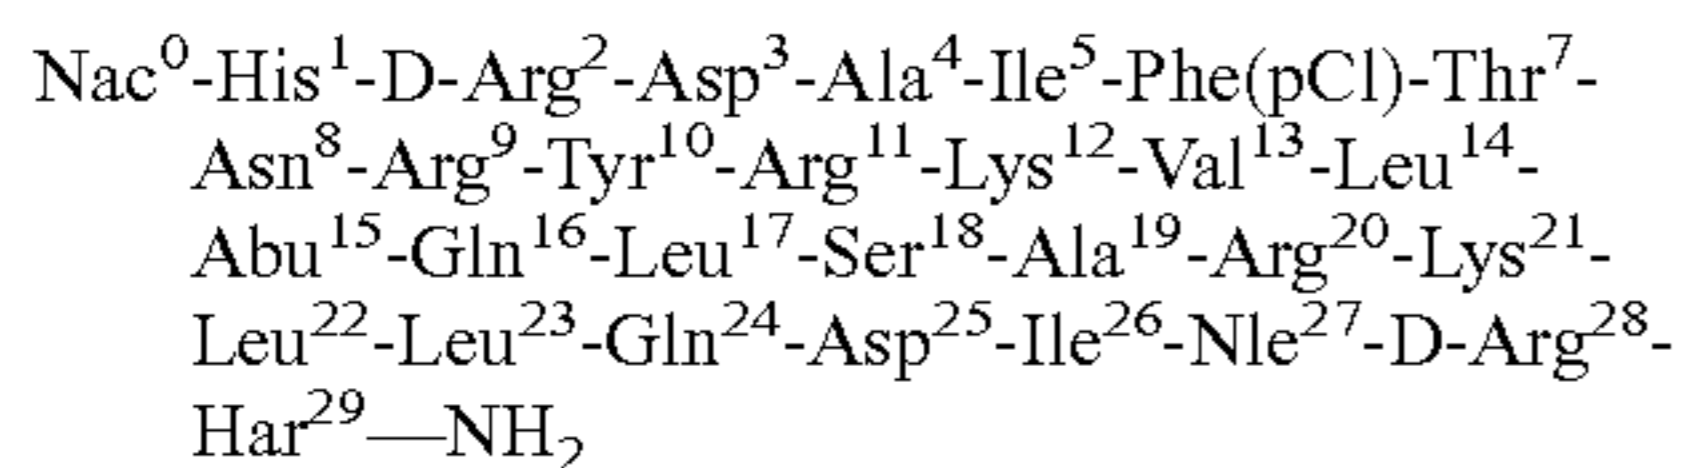 Nac⁰-His¹-D-Arg²-Asp³-Ala⁴-Ile⁵-Phe(pCl)-Thr⁷-
Asn⁸-Arg⁹-Tyr¹⁰-Arg¹¹-Lys¹²-Val¹³-Leu¹⁴-
Abu¹⁵-Gln¹⁶-Leu¹⁷-Ser¹⁸-Ala¹⁹-Arg²⁰-Lys²¹-
Leu²²-Leu²³-Gln²⁴-Asp²⁵-Ile²⁶-Nle²⁷-D-Arg²⁸-
Har²⁹—NH₂